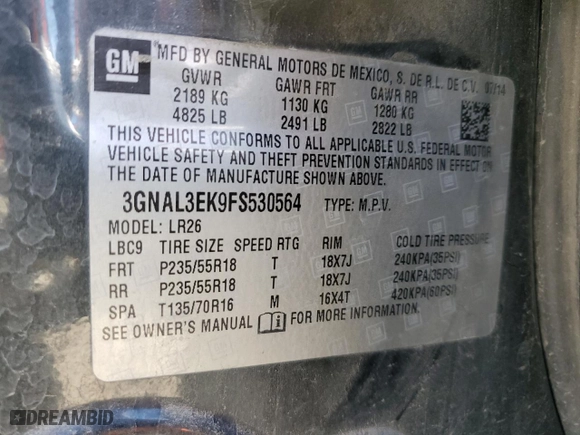 GM
MFD BY GENERAL MOTORS DE MEXICO, S. DE R.L. DE C.V. 07/14
GVWR GAWR FRT GAWR RR
2189 KG 1130 KG 1280 KG
4825 LB 2491 LB 2822 LB
THIS VEHICLE CONFORMS TO ALL APPLICABLE U.S. FEDERAL MOTOR
VEHICLE SAFETY AND THEFT PREVENTION STANDARDS IN EFFECT ON
THE DATE OF MANUFACTURE SHOWN ABOVE.
3GNAL3EK9FS530564 TYPE: M.P.V.
MODEL: LR26
LBC9 TIRE SIZE SPEED RTG RIM COLD TIRE PRESSURE
FRT P235/55R18 T 18X7J 240KPA(35PSI)
RR P235/55R18 T 18X7J 240KPA(35PSI)
SPA T135/70R16 M 16X4T 420KPA(60PSI)
SEE OWNER'S MANUAL FOR MORE INFORMATION.
DREAMBID